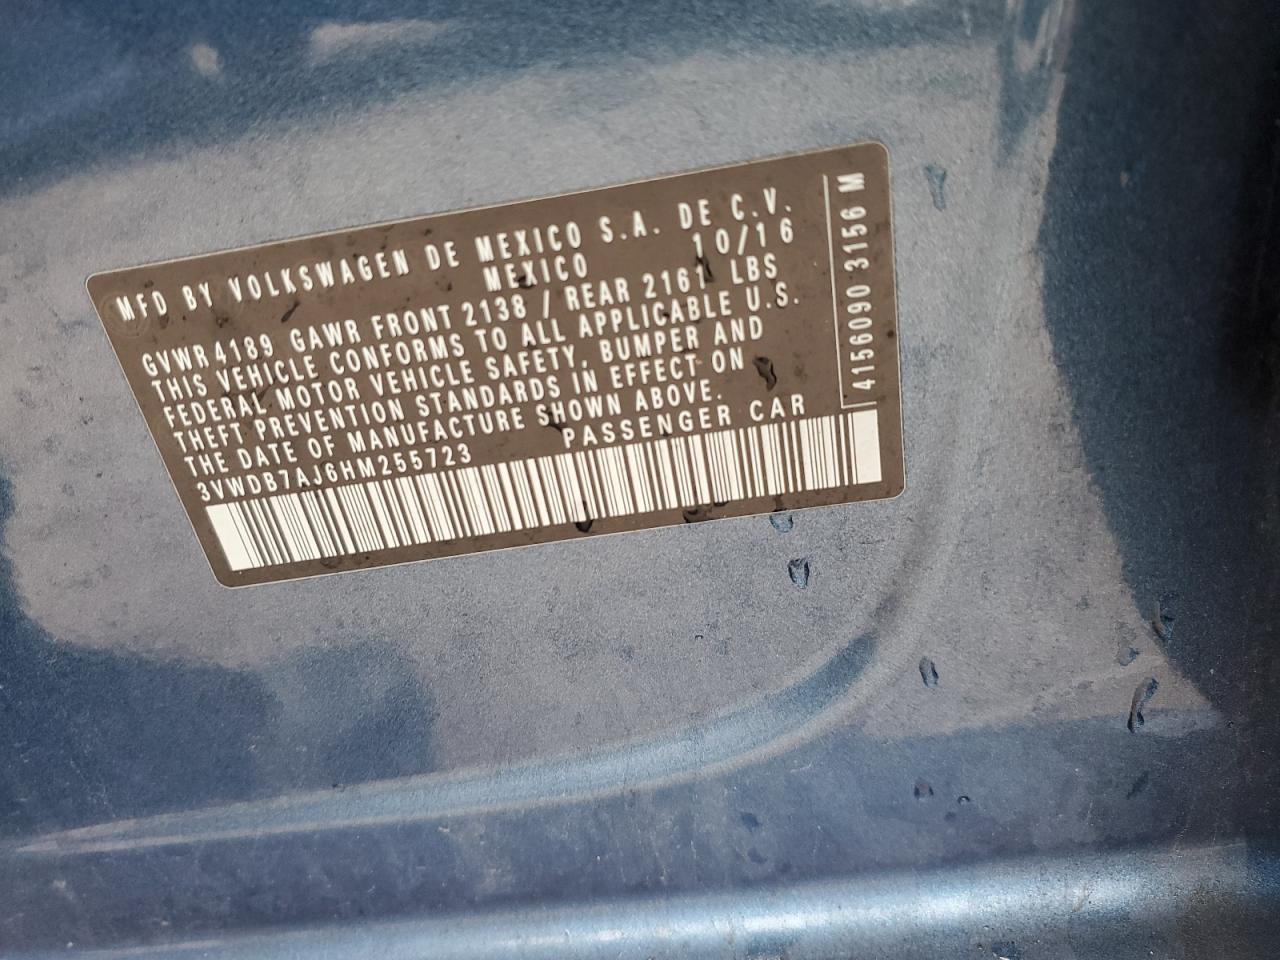 MFD BY VOLKSWAGEN DE MEXICO S.A. DE C.V.
MEXICO 10/16
GVWR 4189 GAWR FRONT 2138 / REAR 2161 LBS
THIS VEHICLE CONFORMS TO ALL APPLICABLE U.S.
FEDERAL MOTOR VEHICLE SAFETY, BUMPER AND
THEFT PREVENTION STANDARDS IN EFFECT ON
THE DATE OF MANUFACTURE SHOWN ABOVE.
3VWDB7AJ6HM255723 PASSENGER CAR
4156090 3156 M